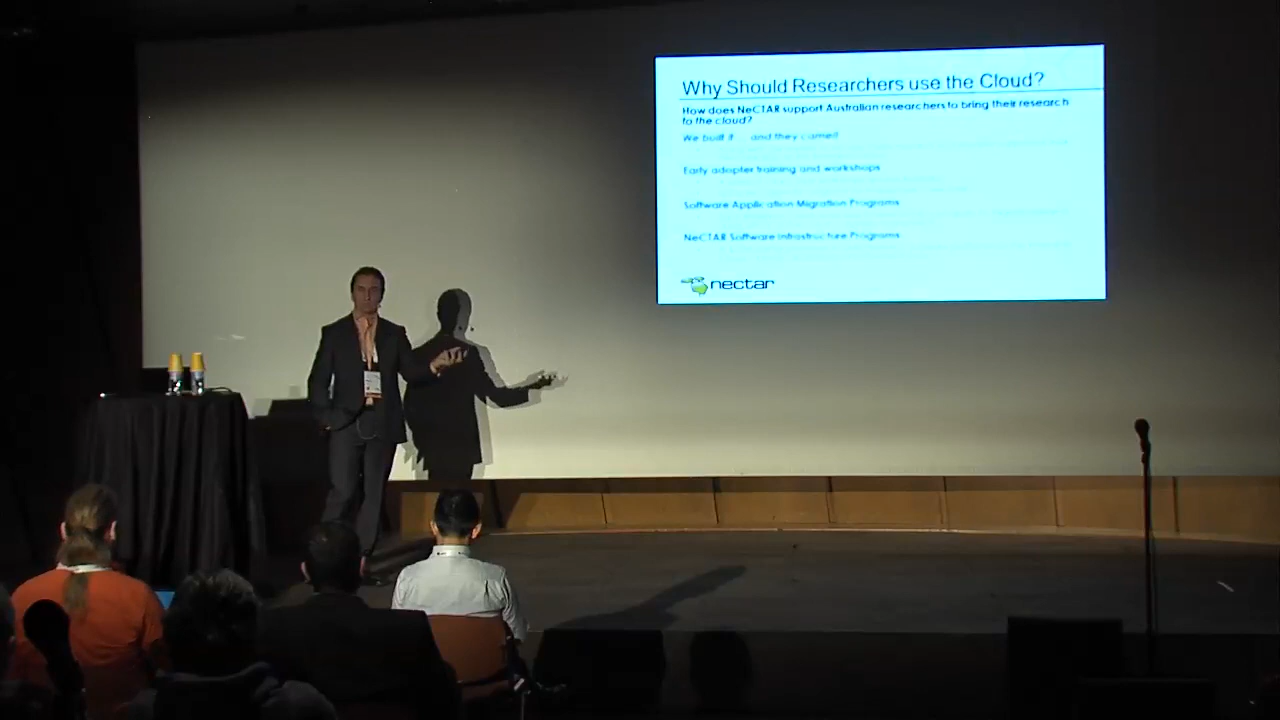 Why Should Researchers use the Cloud?
How does NeCTAR support Australian researchers to bring their research
to the cloud?
We built it and they came!!
Early adopter training and workshops
Software Application Migration Programs
NeCTAR Software Infrastructure Programs
nectar